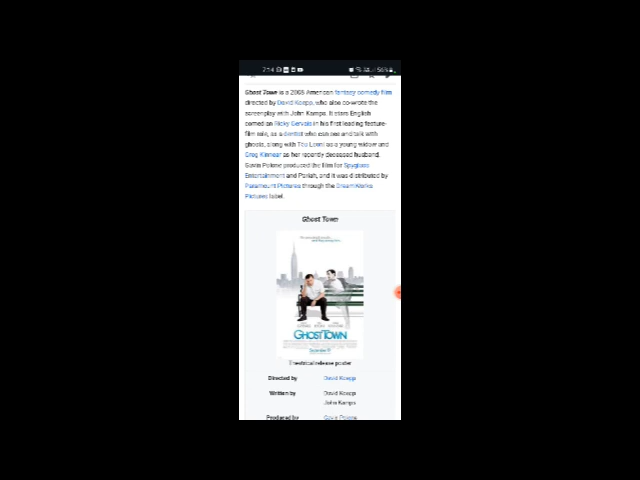 7:14
56%
Ghost Town is a 2008 American fantasy comedy film
directed by David Koepp, who also co-wrote the
screenplay with John Kamps. It stars English
comedian Ricky Gervais in his first leading feature-
film role, as a dentist who can see and talk with
ghosts, along with Téa Leoni as a young widow and
Greg Kinnear as her recently deceased husband.
Gavin Polone produced the film for Spyglass
Entertainment and Pariah, and it was distributed by
Paramount Pictures through the DreamWorks
Pictures label.
Ghost Town
GHOST TOWN
Theatrical release poster
Directed by David Koepp
Written by David Koepp
John Kamps
Produced by Gavin Polone